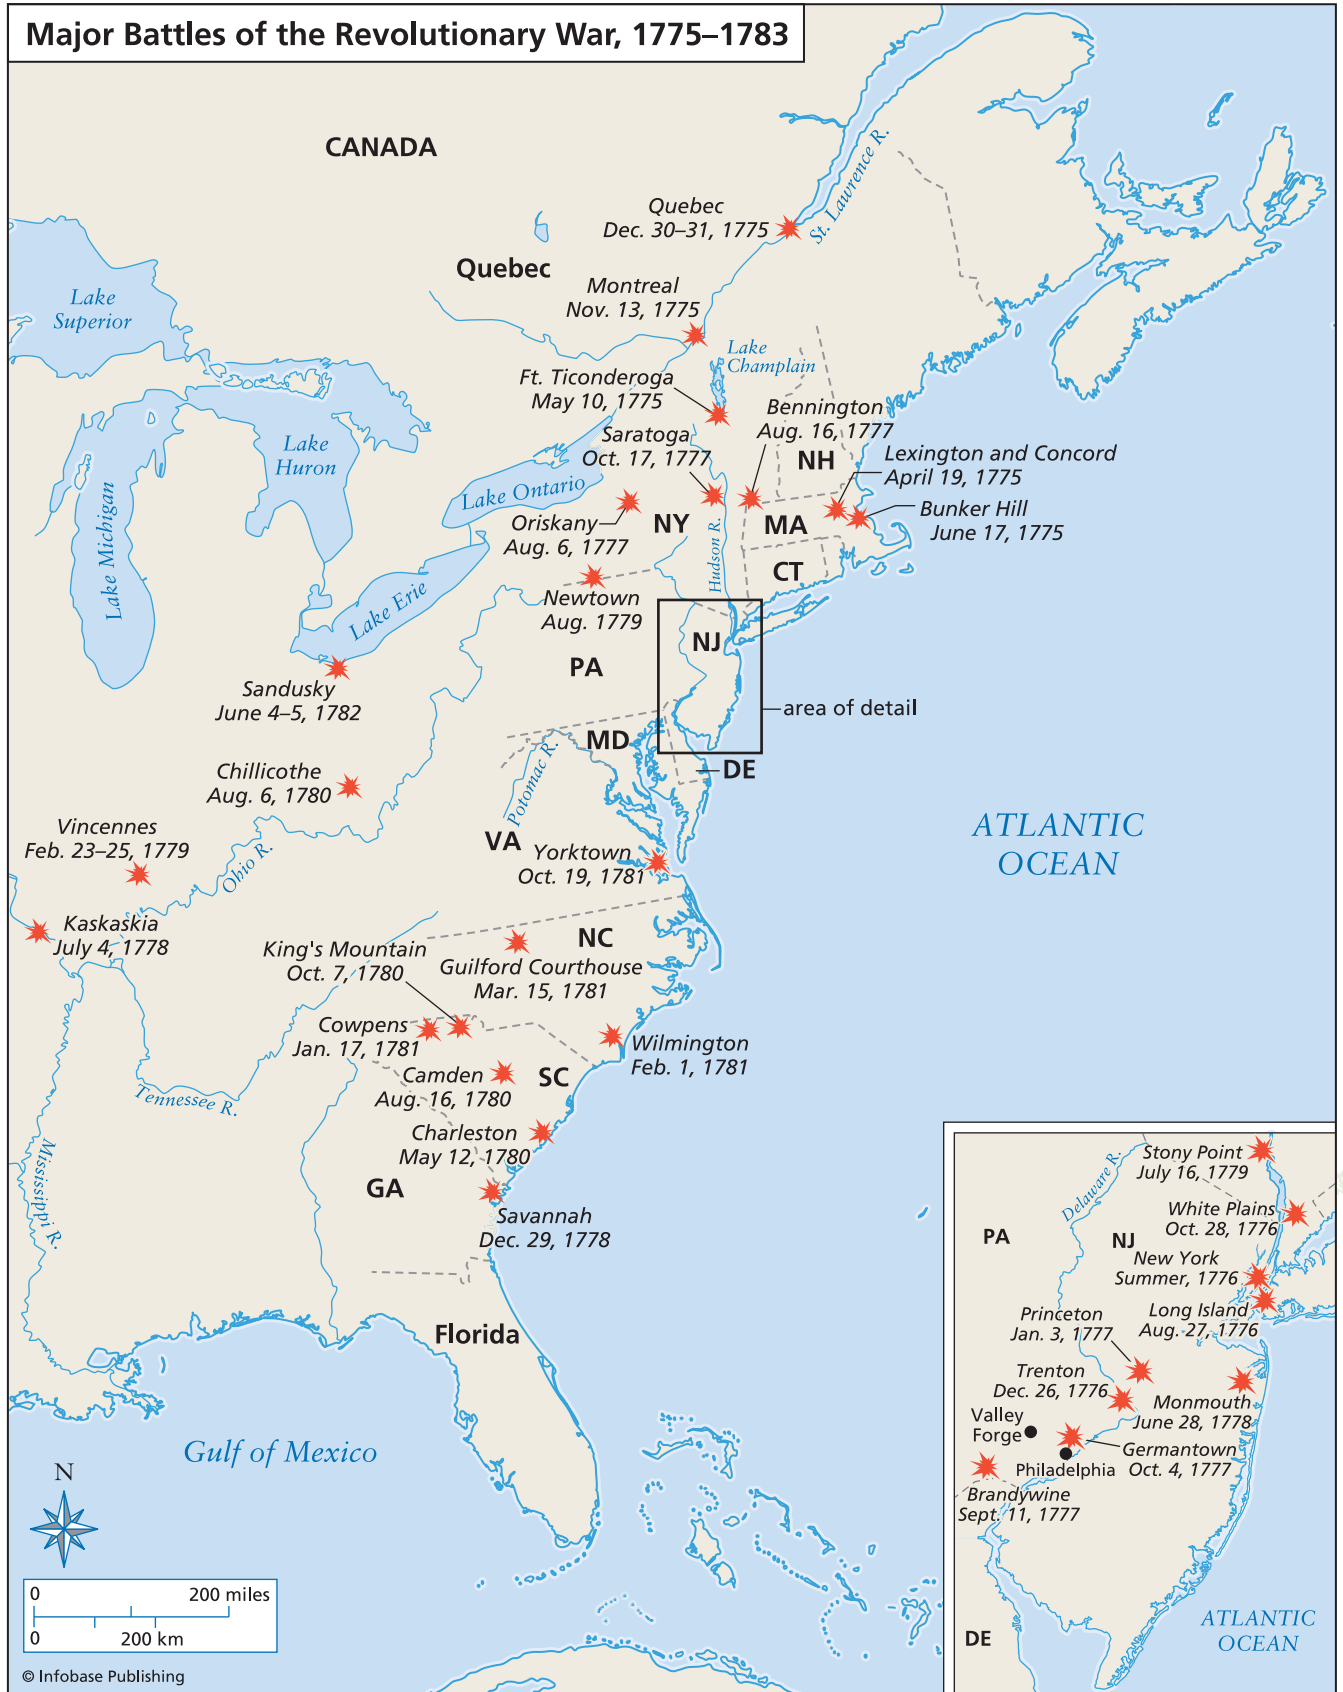 Major Battles of the Revolutionary War, 1775–1783
CANADA
St. Lawrence R.
Quebec
Dec. 30–31, 1775
Quebec
Montreal
Nov. 13, 1775
Lake
Superior
Lake
Champlain
Ft. Ticonderoga
May 10, 1775
Bennington
Aug. 16, 1777
Saratoga
Oct. 17, 1777
Lake
Huron
NH
Lexington and Concord
April 19, 1775
Lake Ontario
Lake Michigan
Oriskany
Aug. 6, 1777
NY
Hudson R.
MA
Bunker Hill
June 17, 1775
CT
Lake Erie
Newtown
Aug. 1779
NJ
PA
Sandusky
June 4–5, 1782
area of detail
MD
DE
Potomac R.
Chillicothe
Aug. 6, 1780
Vincennes
Feb. 23–25, 1779
VA
Yorktown
Oct. 19, 1781
ATLANTIC
OCEAN
Ohio R.
Kaskaskia
July 4, 1778
King's Mountain
Oct. 7, 1780
NC
Guilford Courthouse
Mar. 15, 1781
Cowpens
Jan. 17, 1781
Wilmington
Feb. 1, 1781
Camden
Aug. 16, 1780
SC
Tennessee R.
Charleston
May 12, 1780
Mississippi R.
GA
Savannah
Dec. 29, 1778
Florida
Gulf of Mexico
N
0
200 miles
0
200 km
© Infobase Publishing
Stony Point
July 16, 1779
Delaware R.
White Plains
Oct. 28, 1776
PA
NJ
New York
Summer, 1776
Long Island
Aug. 27, 1776
Princeton
Jan. 3, 1777
Trenton
Dec. 26, 1776
Monmouth
June 28, 1778
Valley
Forge
Germantown
Oct. 4, 1777
Philadelphia
Brandywine
Sept. 11, 1777
ATLANTIC
OCEAN
DE